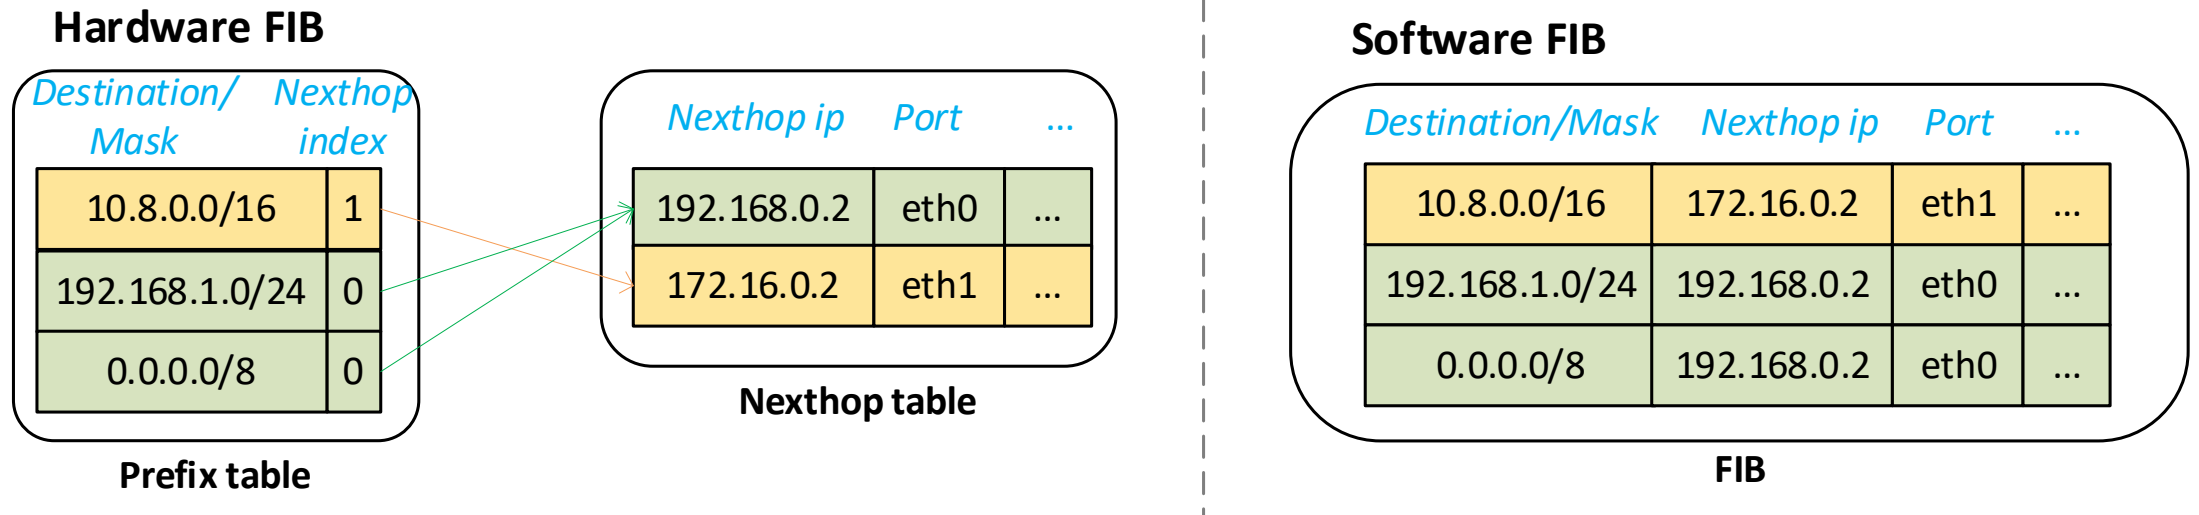 Hardware FIB
Destination/ Nexthop
Mask index
10.8.0.0/16 1
192.168.1.0/24 0
0.0.0.0/8 0
Prefix table
Nexthop ip Port ...
192.168.0.2 eth0 ...
172.16.0.2 eth1 ...
Nexthop table
Software FIB
Destination/Mask Nexthop ip Port ...
10.8.0.0/16 172.16.0.2 eth1 ...
192.168.1.0/24 192.168.0.2 eth0 ...
0.0.0.0/8 192.168.0.2 eth0 ...
FIB